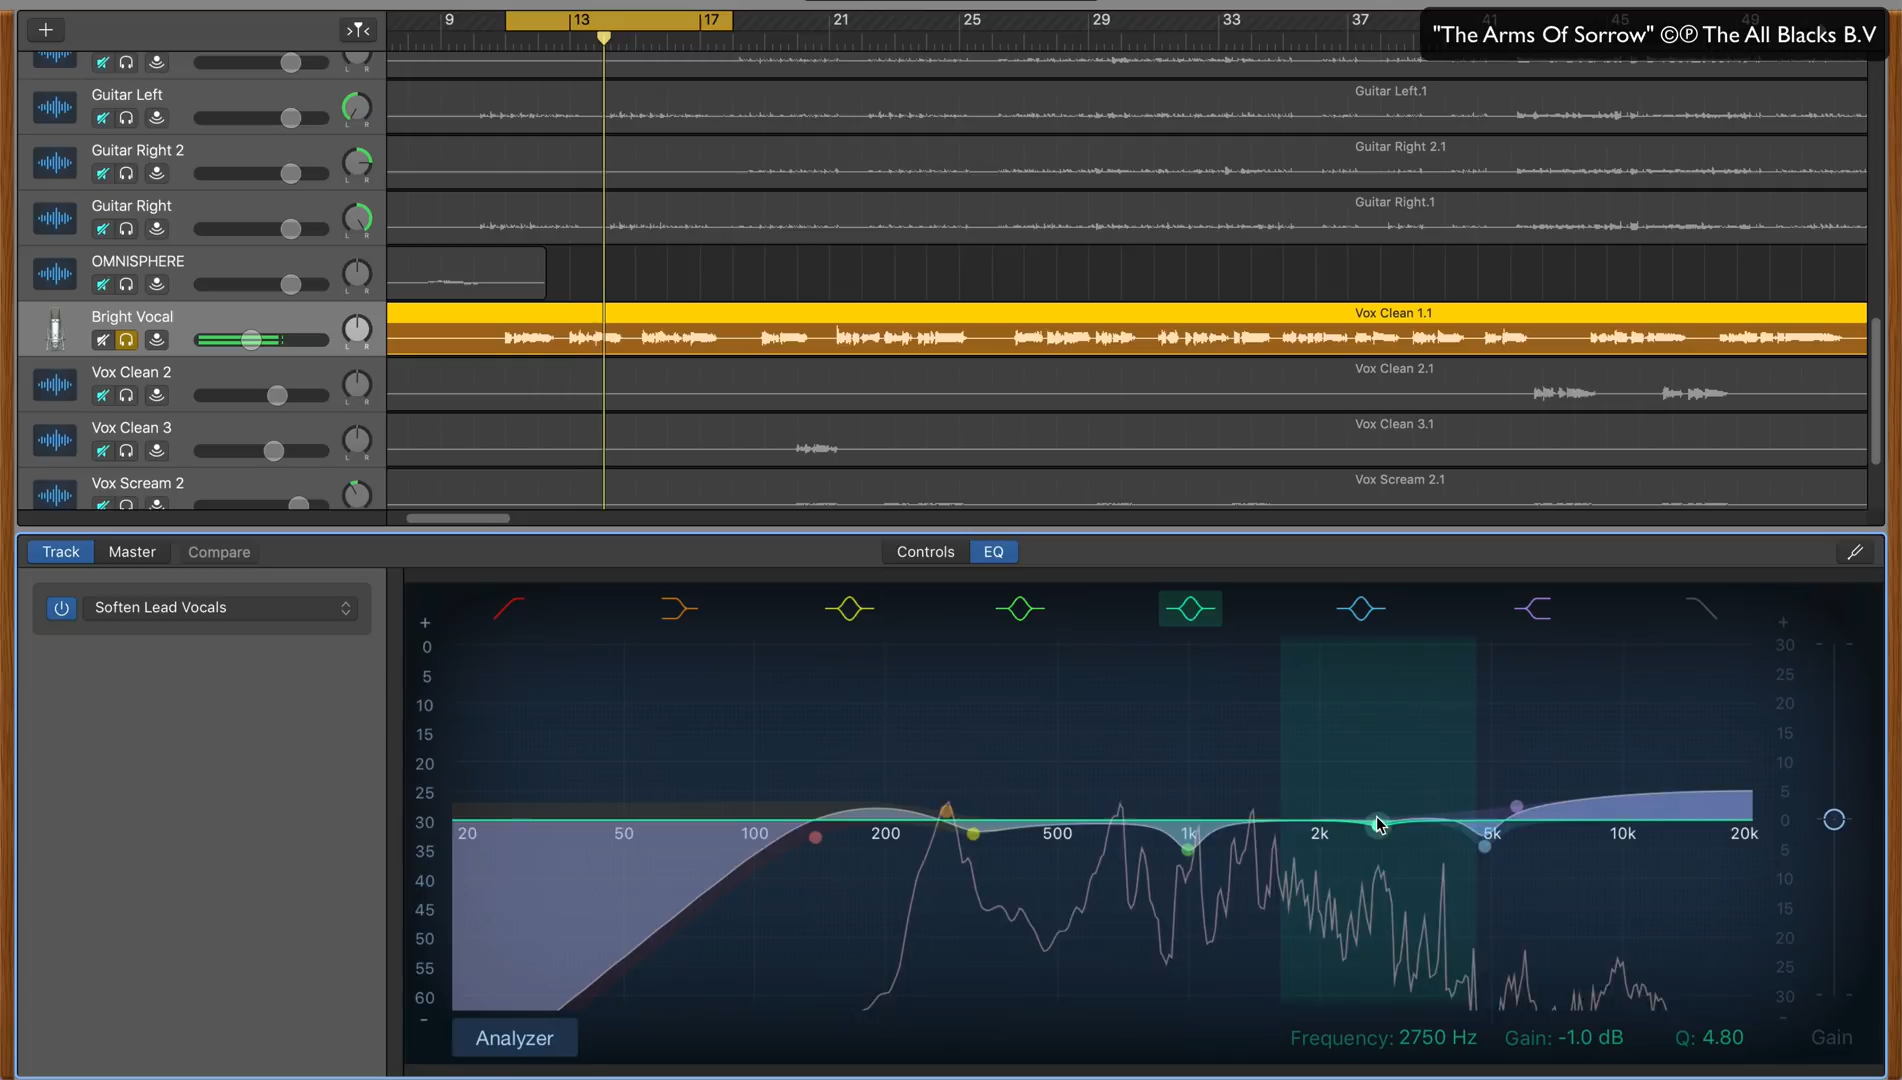 9 13 17 21 25 29 33 37 41 45 49
"The Arms Of Sorrow" ©℗ The All Blacks B.V
L R
Guitar Left
L R
Guitar Left.1
Guitar Right 2
L R
Guitar Right 2.1
Guitar Right
L R
Guitar Right.1
OMNISPHERE
L R
Bright Vocal
L R
Vox Clean 1.1
Vox Clean 2
L R
Vox Clean 2.1
Vox Clean 3
L R
Vox Clean 3.1
Vox Scream 2
Vox Scream 2.1
Track Master Compare
Controls EQ
Soften Lead Vocals
+ +
0 30
5 25
10 20
15 15
20 10
25 5
30 0
20 50 100 200 500 1k 2k 5k 10k 20k
35 5
40 10
45 15
50 20
55 25
60 30
- -
Analyzer
Frequency: 2750 Hz Gain: -1.0 dB Q: 4.80 Gain